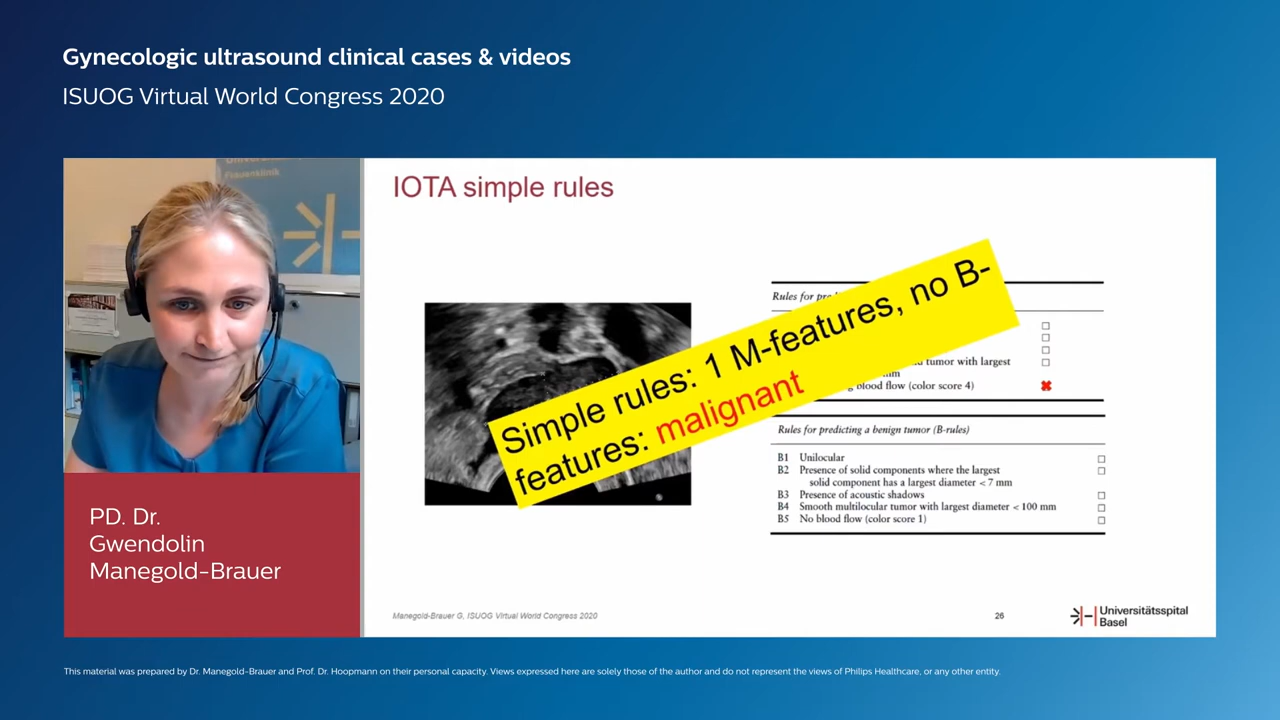 Gynecologic ultrasound clinical cases & videos
ISUOG Virtual World Congress 2020
Frauenklinik
PD. Dr.
Gwendolin
Manegold-Brauer
IOTA simple rules
Simple rules: 1 M-features, no B-
features: malignant
Rules for
tumor with largest
blood flow (color score 4)
Rules for predicting a benign tumor (B-rules)
B1 Unilocular
B2 Presence of solid components where the largest
solid component has a largest diameter < 7 mm
B3 Presence of acoustic shadows
B4 Smooth multilocular tumor with largest diameter < 100 mm
B5 No blood flow (color score 1)
Manegold-Brauer G, ISUOG Virtual World Congress 2020
26
Universitätsspital
Basel
This material was prepared by Dr. Manegold-Brauer and Prof. Dr. Hoopmann on their personal capacity. Views expressed here are solely those of the author and do not represent the views of Philips Healthcare, or any other entity.